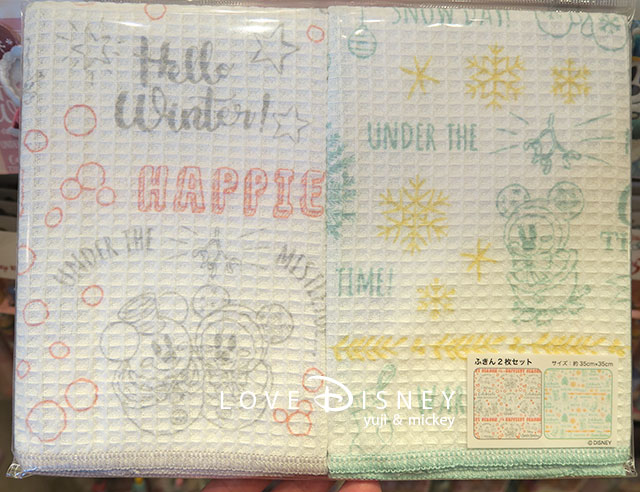 Hello
Winter!
HAPPIE
UNDER THE
SNOW DAY!
UNDER THE
TIME!
ふきん2枚セット
サイズ：約35cm×35cm
©DISNEY
LOVE DISNEY
yuji & mickey